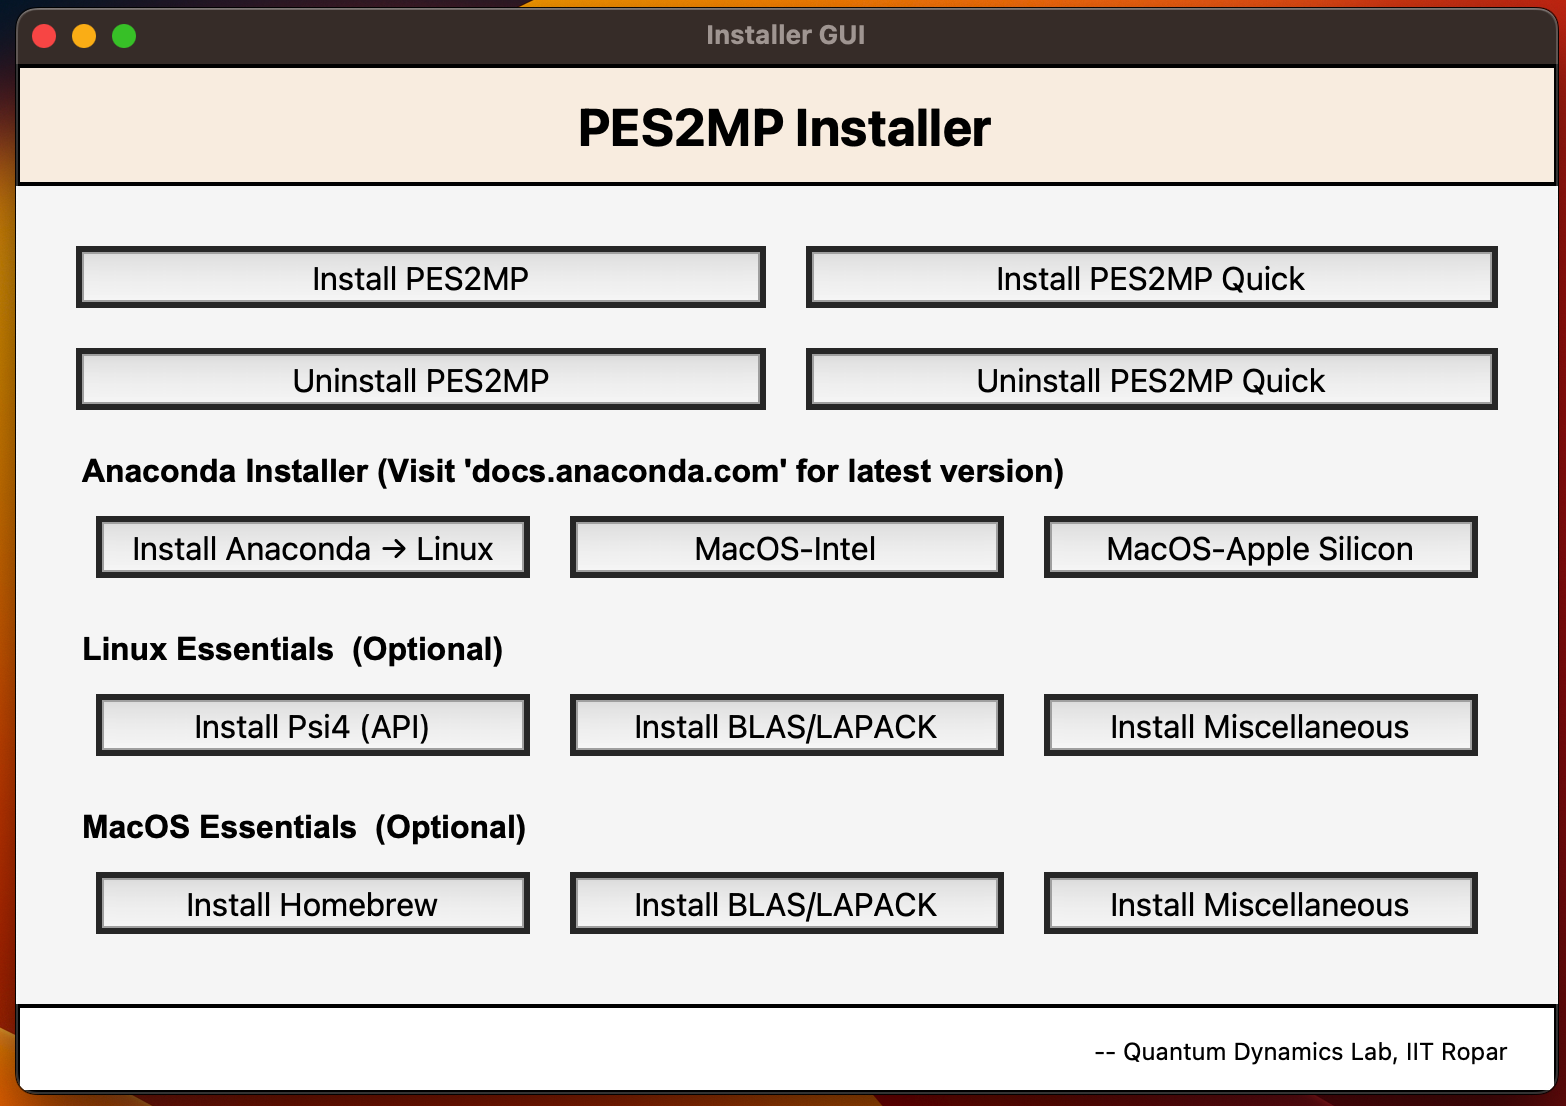 Installer GUI
PES2MP Installer
Install PES2MP
Install PES2MP Quick
Uninstall PES2MP
Uninstall PES2MP Quick
Anaconda Installer (Visit 'docs.anaconda.com' for latest version)
Install Anaconda → Linux
MacOS-Intel
MacOS-Apple Silicon
Linux Essentials  (Optional)
Install Psi4 (API)
Install BLAS/LAPACK
Install Miscellaneous
MacOS Essentials  (Optional)
Install Homebrew
Install BLAS/LAPACK
Install Miscellaneous
-- Quantum Dynamics Lab, IIT Ropar